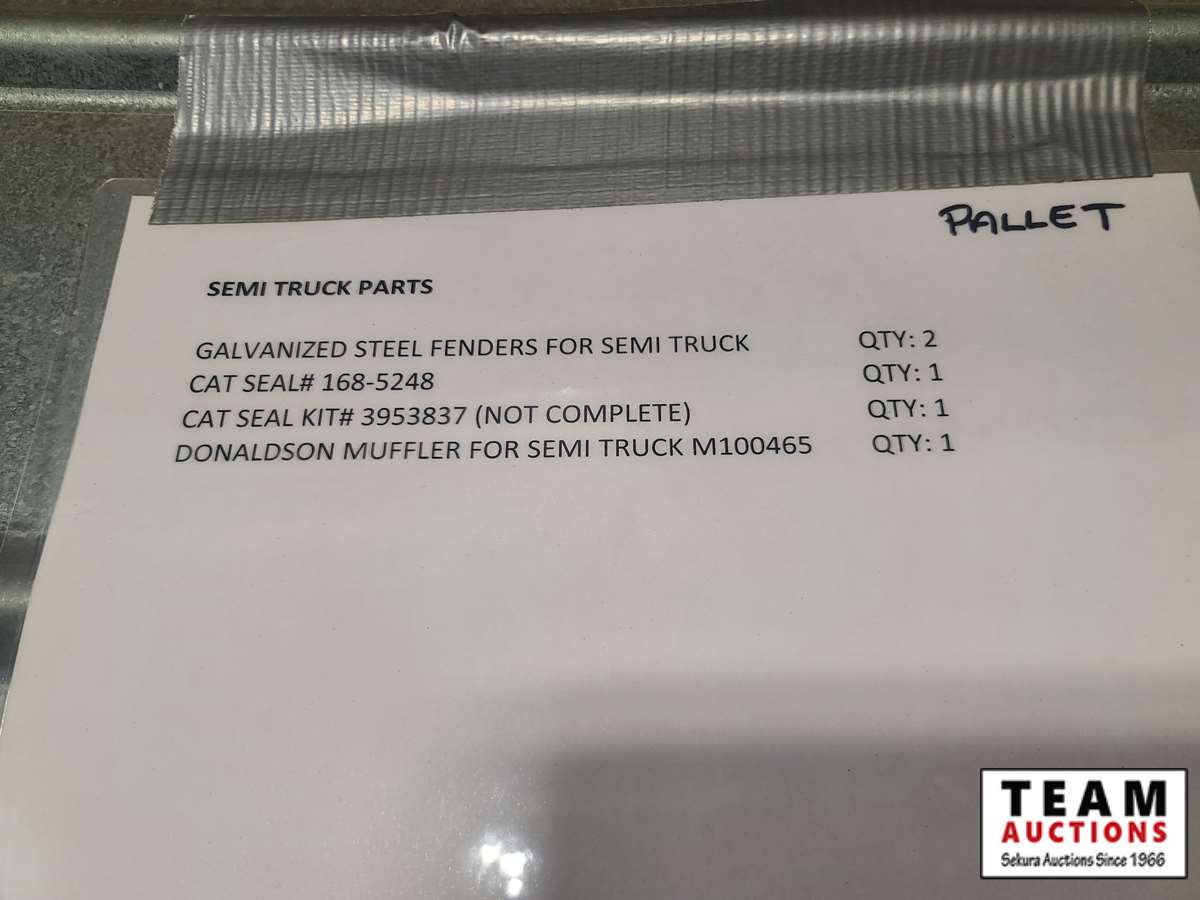 PALLET
SEMI TRUCK PARTS
GALVANIZED STEEL FENDERS FOR SEMI TRUCK QTY: 2
CAT SEAL# 168-5248 QTY: 1
CAT SEAL KIT# 3953837 (NOT COMPLETE) QTY: 1
DONALDSON MUFFLER FOR SEMI TRUCK M100465 QTY: 1
TEAM
AUCTIONS
Sekura Auctions Since 1966